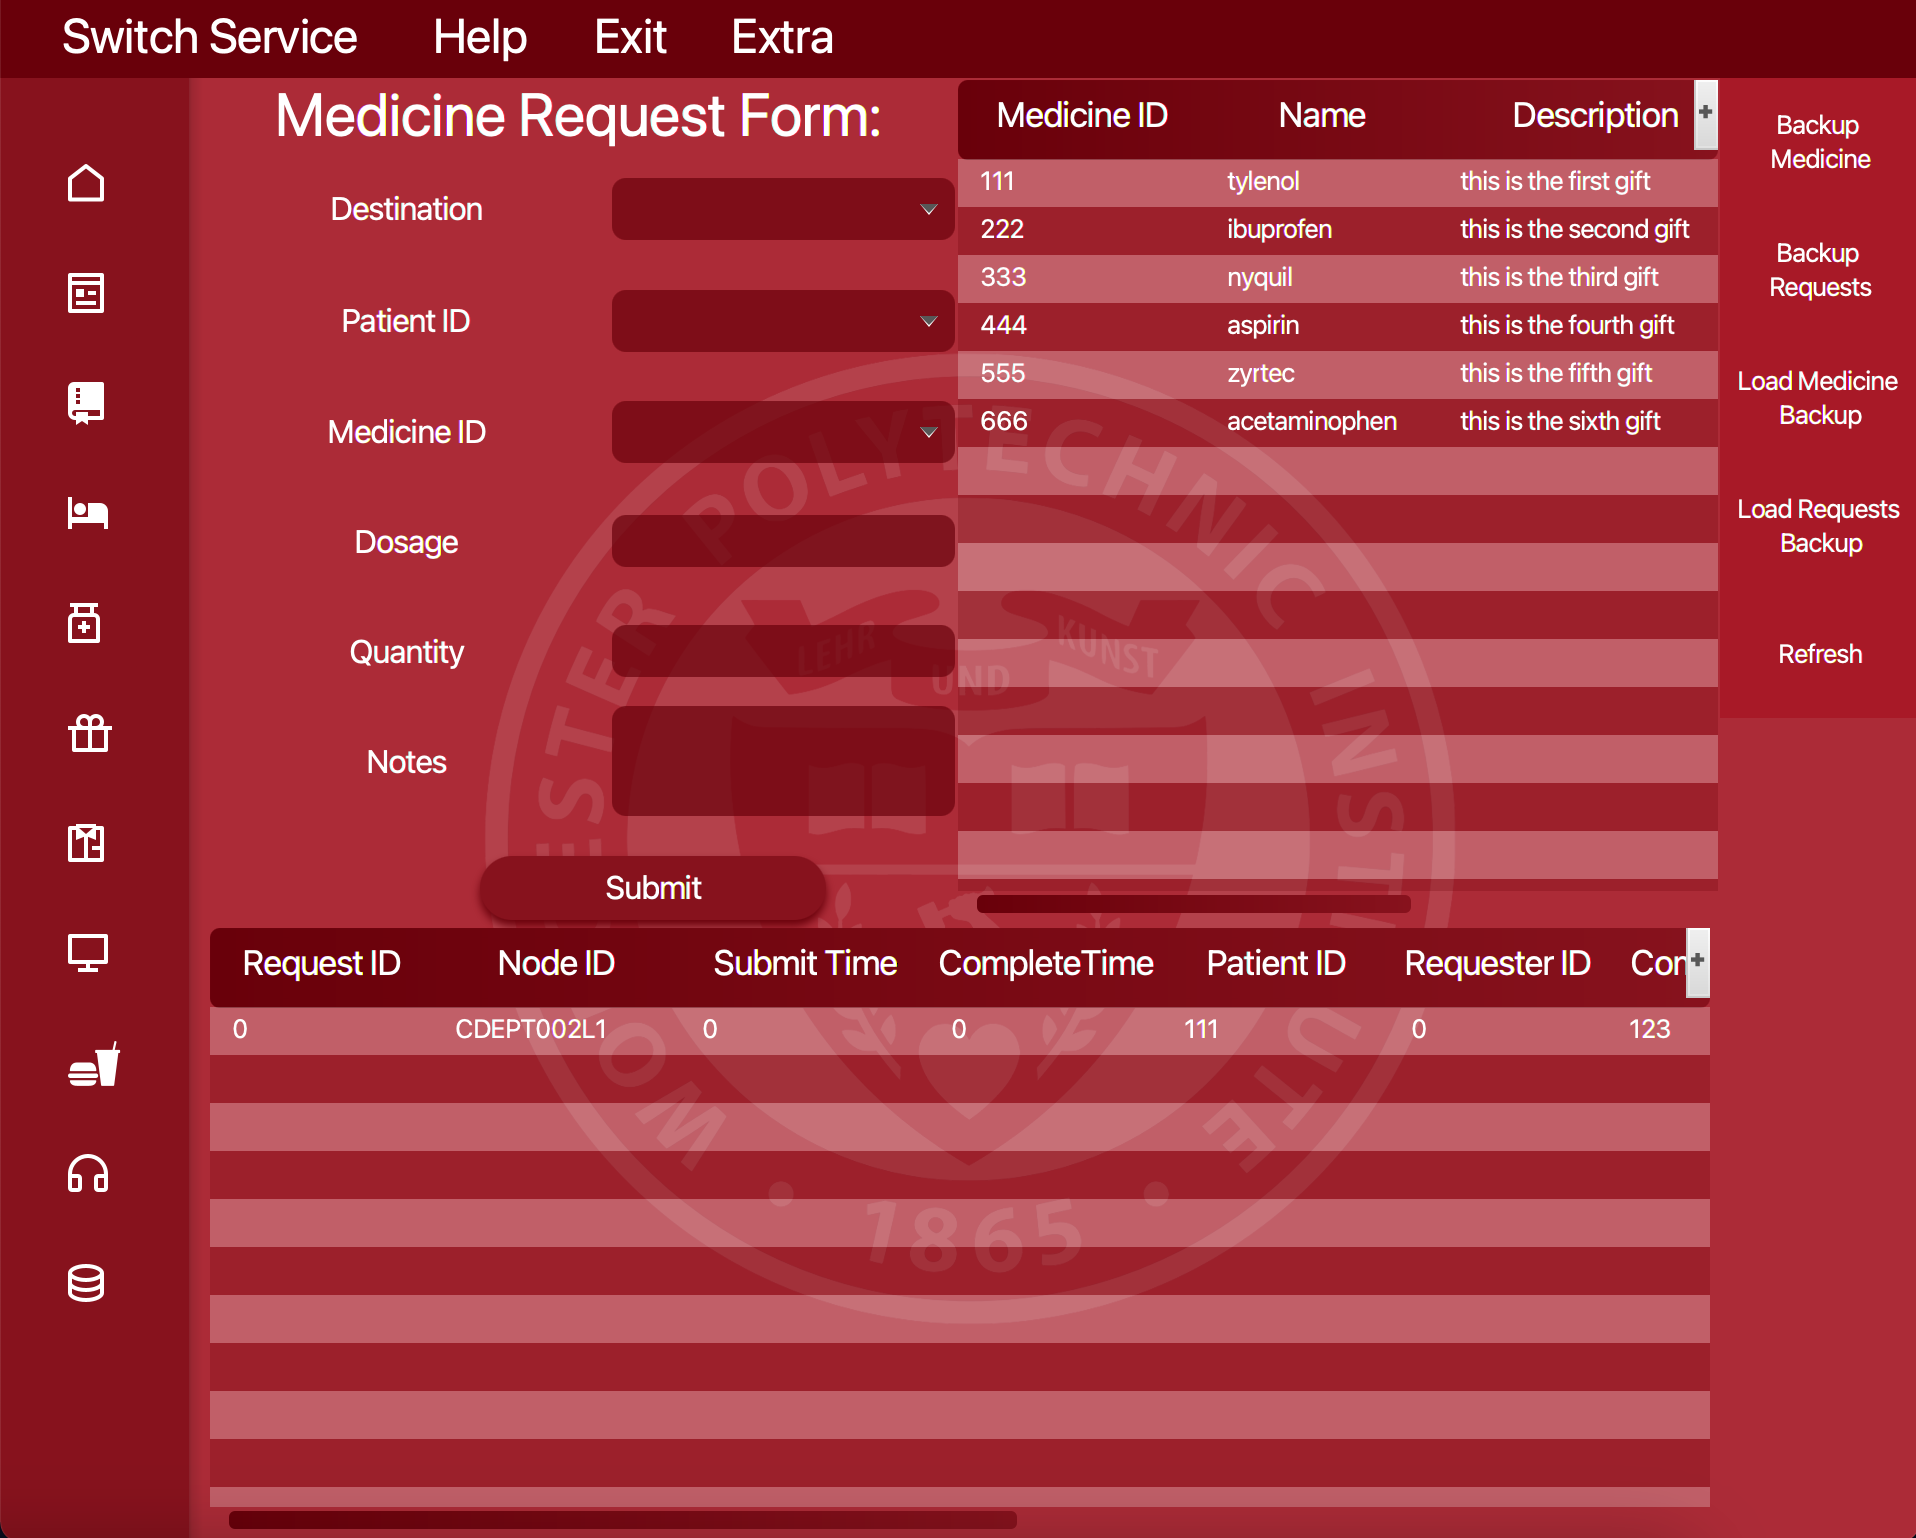 Switch Service Help Exit Extra
Medicine Request Form:
Destination
Patient ID
Medicine ID
Dosage
Quantity
Notes
Submit
Medicine ID Name Description +
111 tylenol this is the first gift
222 ibuprofen this is the second gift
333 nyquil this is the third gift
444 aspirin this is the fourth gift
555 zyrtec this is the fifth gift
666 acetaminophen this is the sixth gift
Backup
Medicine
Backup
Requests
Load Medicine
Backup
Load Requests
Backup
Refresh
Request ID Node ID Submit Time CompleteTime Patient ID Requester ID Con +
0 CDEPT002L1 0 0 111 0 123
WORCESTER POLYTECHNIC INSTITUTE
LEHR UND KUNST
1865